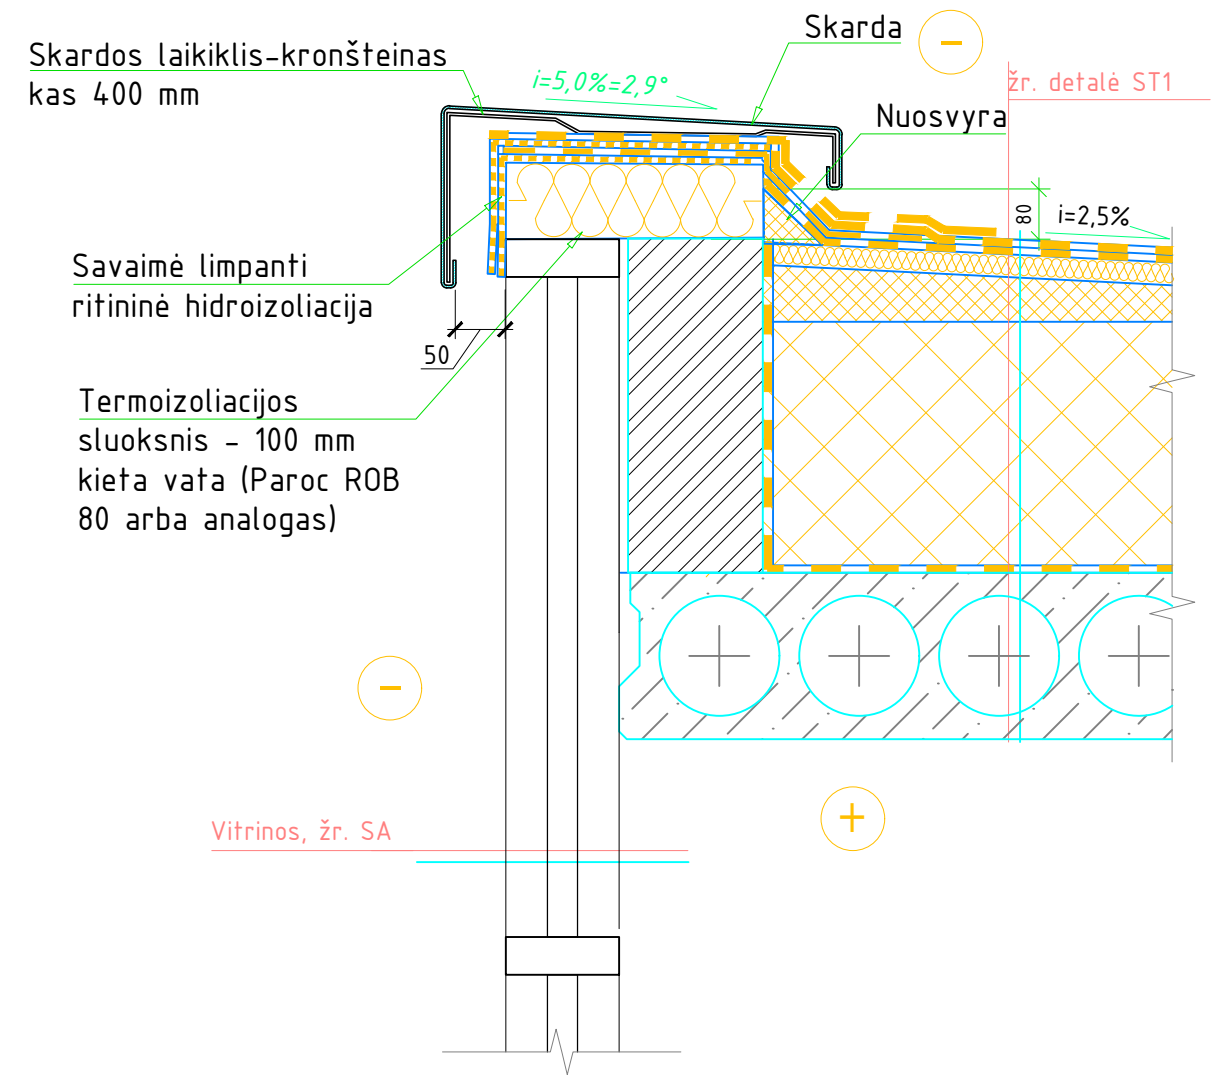 Skarda
Skardos laikiklis-kronšteinas
kas 400 mm
i=5,0%=2,9°
žr. detalė ST1
Nuosvyra
80
i=2,5%
Savaimė limpanti
ritininė hidroizoliacija
50
Termoizoliacijos
sluoksnis - 100 mm
kieta vata (Paroc ROB
80 arba analogas)
Vitrinos, žr. SA